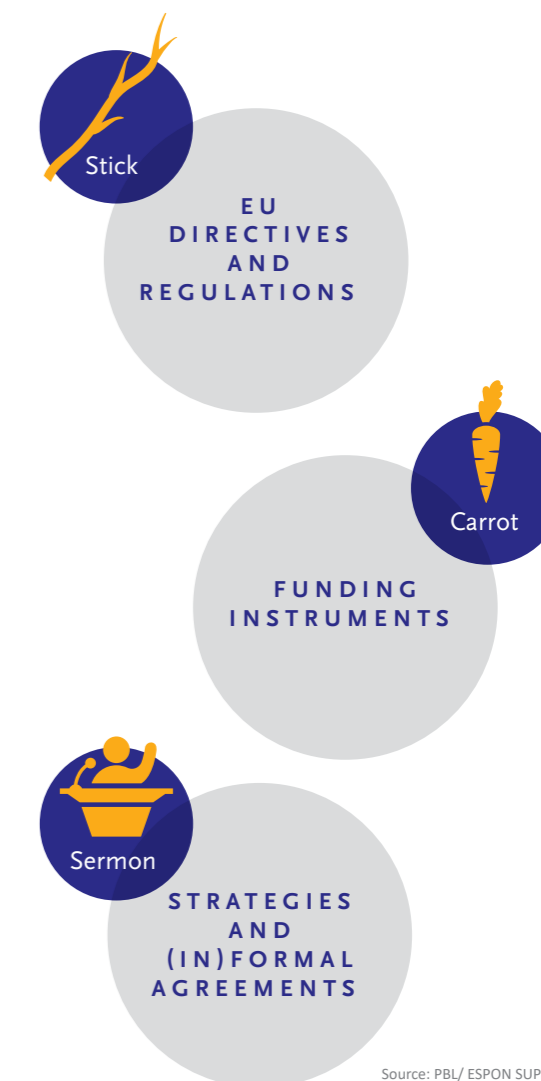 Stick
EU
DIRECTIVES
AND
REGULATIONS
Carrot
FUNDING
INSTRUMENTS
Sermon
STRATEGIES
AND
(IN)FORMAL
AGREEMENTS
Source: PBL/ ESPON SUP